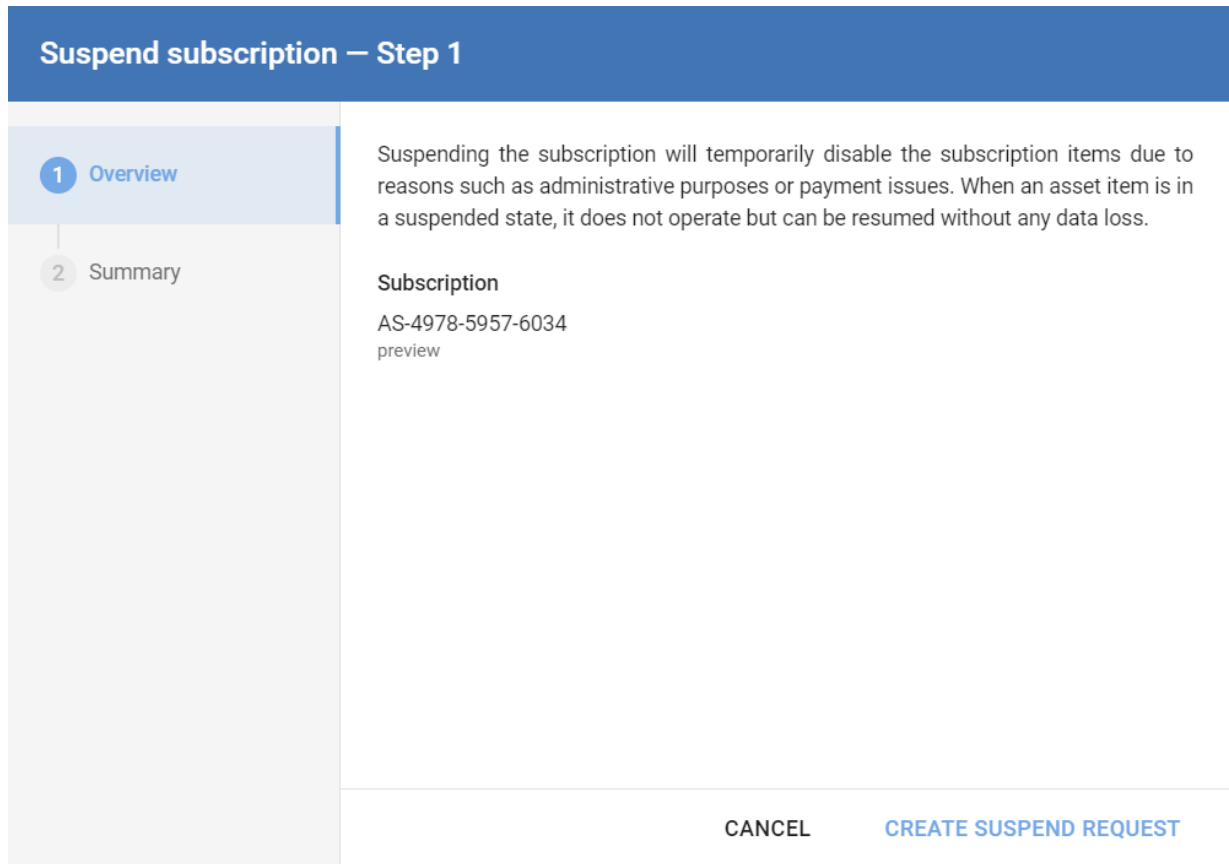 Suspend subscription — Step 1
1 Overview
2 Summary
Suspending the subscription will temporarily disable the subscription items due to
reasons such as administrative purposes or payment issues. When an asset item is in
a suspended state, it does not operate but can be resumed without any data loss.
Subscription
AS-4978-5957-6034
preview
CANCEL CREATE SUSPEND REQUEST